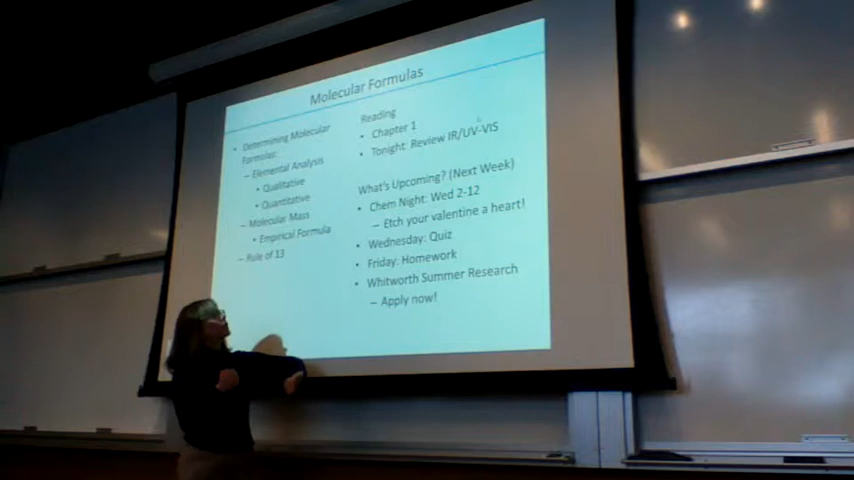 Molecular Formulas
• Determining Molecular
Formulas:
– Elemental Analysis
• Qualitative
• Quantitative
– Molecular Mass
• Empirical Formula
– Rule of 13
Reading
• Chapter 1
• Tonight: Review IR/UV-VIS
What's Upcoming? (Next Week)
• Chem Night: Wed 2-12
– Etch your valentine a heart!
• Wednesday: Quiz
• Friday: Homework
• Whitworth Summer Research
– Apply now!